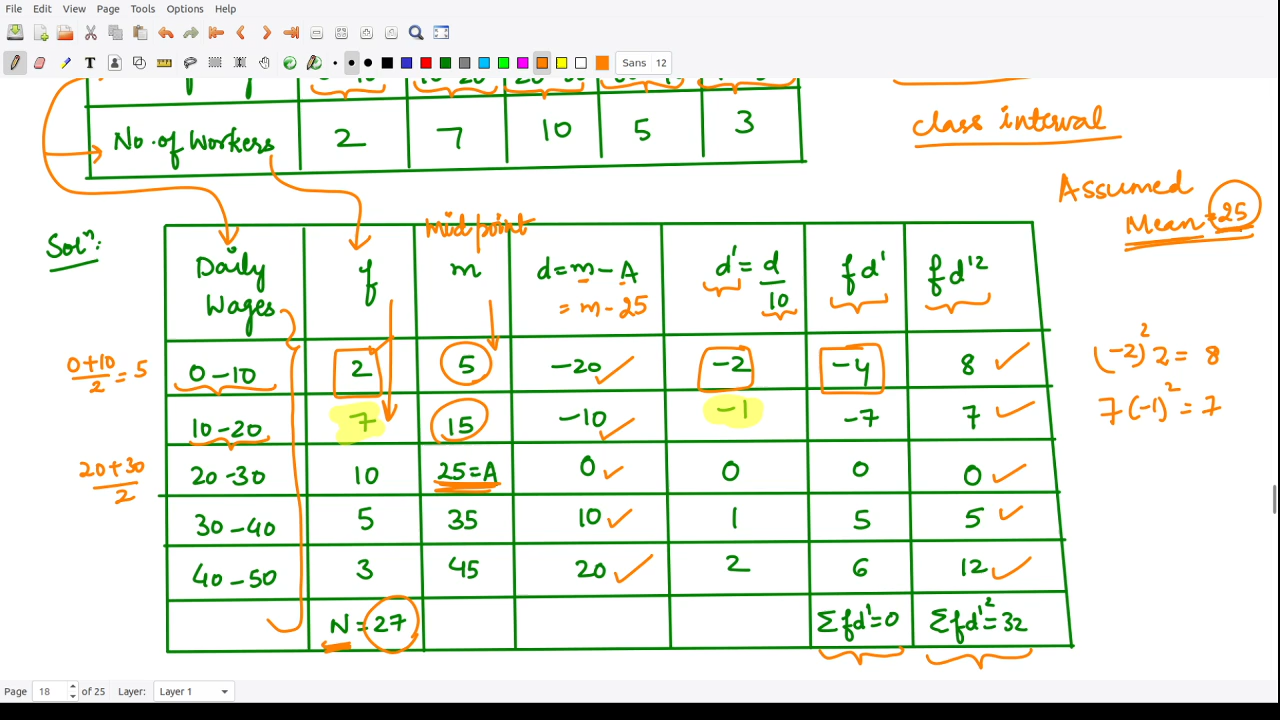 File Edit View Page Tools Options Help
Sans 12
No. of Workers 2 7 10 5 3
class interval
Assumed
Mean = 25
Solⁿ:
Midpoint
Daily Wages f m d = m - A = m - 25 d' = d/10 fd' fd'²
(0+10)/2 = 5
0-10 2 5 -20 -2 -4 8
(-2)² 2 = 8
10-20 7 15 -10 -1 -7 7
7(-1)² = 7
(20+30)/2
20-30 10 25=A 0 0 0 0
30-40 5 35 10 1 5 5
40-50 3 45 20 2 6 12
N = 27 Σfd'=0 Σfd'²=32
Page 18 of 25 Layer: Layer 1